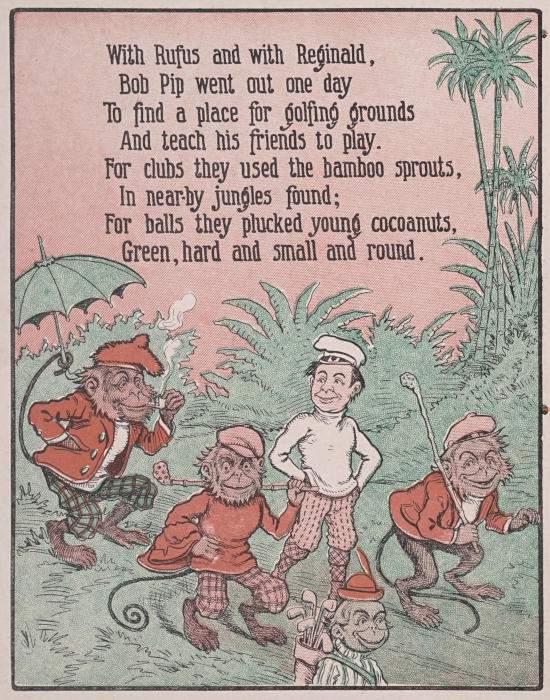 With Rufus and with Reginald,
Bob Pip went out one day
To find a place for golfing grounds
And teach his friends to play.
For clubs they used the bamboo sprouts,
In near-by jungles found;
For balls they plucked young cocoanuts,
Green, hard and small and round.